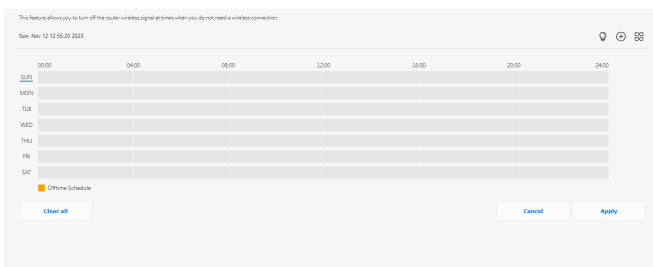 This feature allows you to turn off the router wireless signal at times when you do not need a wireless connection.
Sun, Nov 12 12 55:20 2023
00:00 04:00 08:00 12:00 16:00 20:00 24:00
SUN
MON
TUE
WED
THU
FRI
SAT
Offtime Schedule
Clear all Cancel Apply